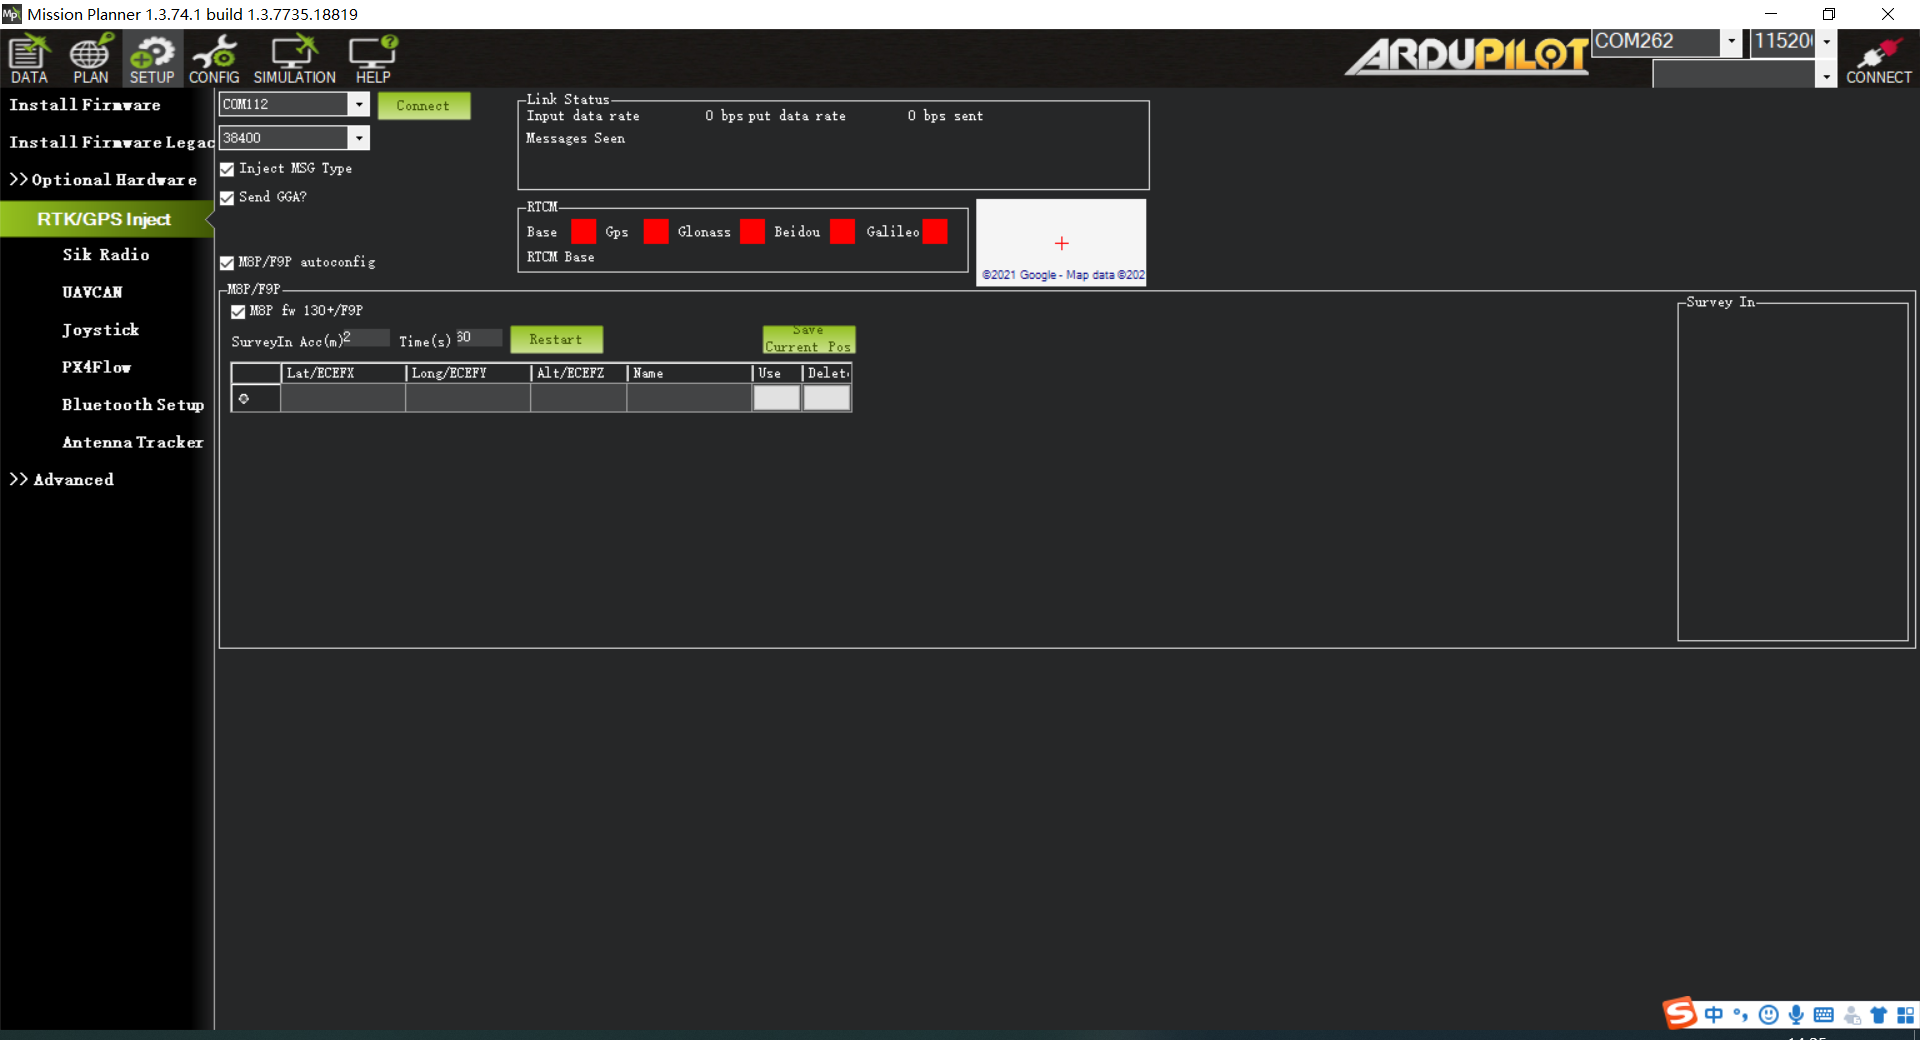 Mission Planner 1.3.74.1 build 1.3.7735.18819
DATA PLAN SETUP CONFIG SIMULATION HELP
ARDUPILOT
COM262
CONNECT
Install Firmware
Install Firmware Legac
>>Optional Hardware
RTK/GPS Inject
Sik Radio
UAVCAN
Joystick
PX4Flow
Bluetooth Setup
Antenna Tracker
>> Advanced
COM112
Connect
38400
Inject MSG Type
Send GGA?
M8P/F9P autoconfig
Link Status
Input data rate 0 bps put data rate 0 bps sent
Messages Seen
RTCM
Base Gps Glonass Beidou Galileo
RTCM Base
©2021 Google - Map data ©202
M8P/F9P
M8P fw 130+/F9P
SurveyIn Acc(m) 2 Time(s) 60 Restart
Save
Current Pos
Lat/ECEFX Long/ECEFY Alt/ECEFZ Name Use Delet
Survey In
中